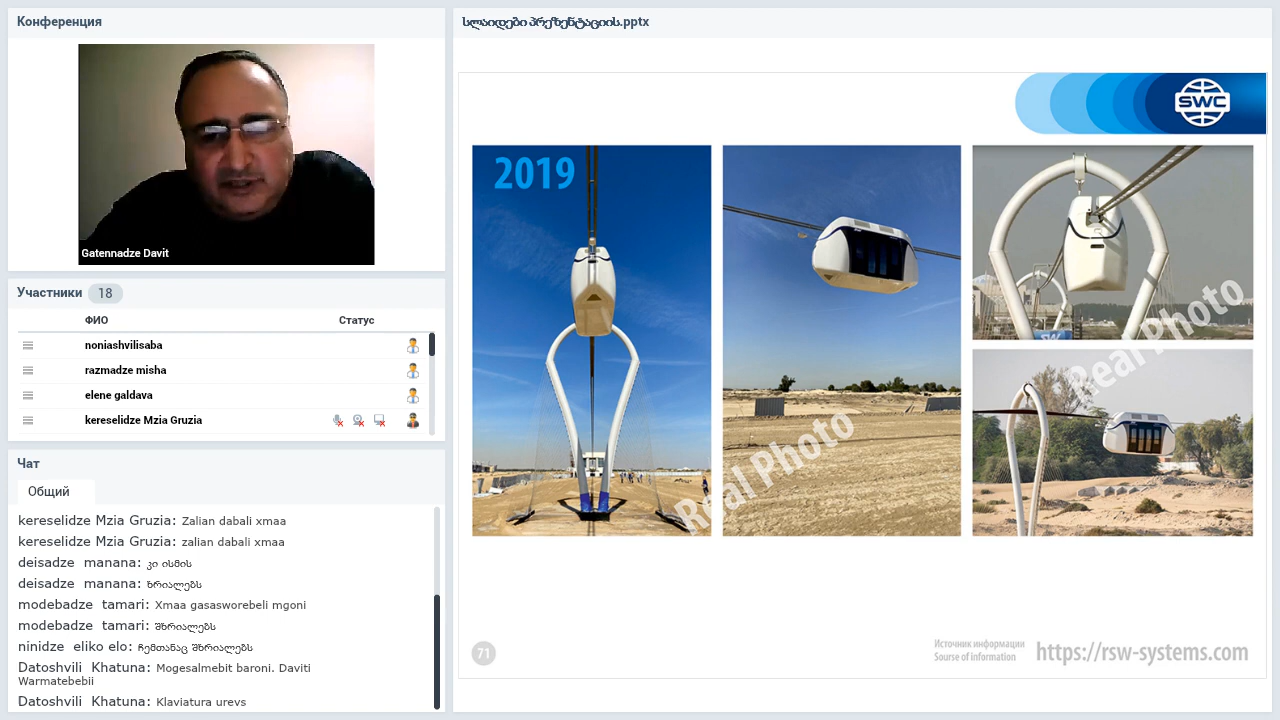 Конференция
Gatennadze Davit
Участники 18
ФИО Статус
noniashvilisaba
razmadze misha
elene galdava
kereselidze Mzia Gruzia
Чат
Общий
kereselidze Mzia Gruzia: Zalian dabali xmaa
kereselidze Mzia Gruzia: zalian dabali xmaa
deisadze manana: კი ისმის
deisadze manana: ხრიალებს
modebadze tamari: Xmaa gasasworebeli mgoni
modebadze tamari: შხრიალებს
ninidze eliko elo: ჩემთანაც შხრიალებს
Datoshvili Khatuna: Mogesalmebit baroni. Daviti
Warmatebebii
Datoshvili Khatuna: Klaviatura urevs
სლაიდები პრეზენტაციის.pptx
SWC
2019
Real Photo
Real Photo
71
Источник информации
Sourse of information
https://rsw-systems.com